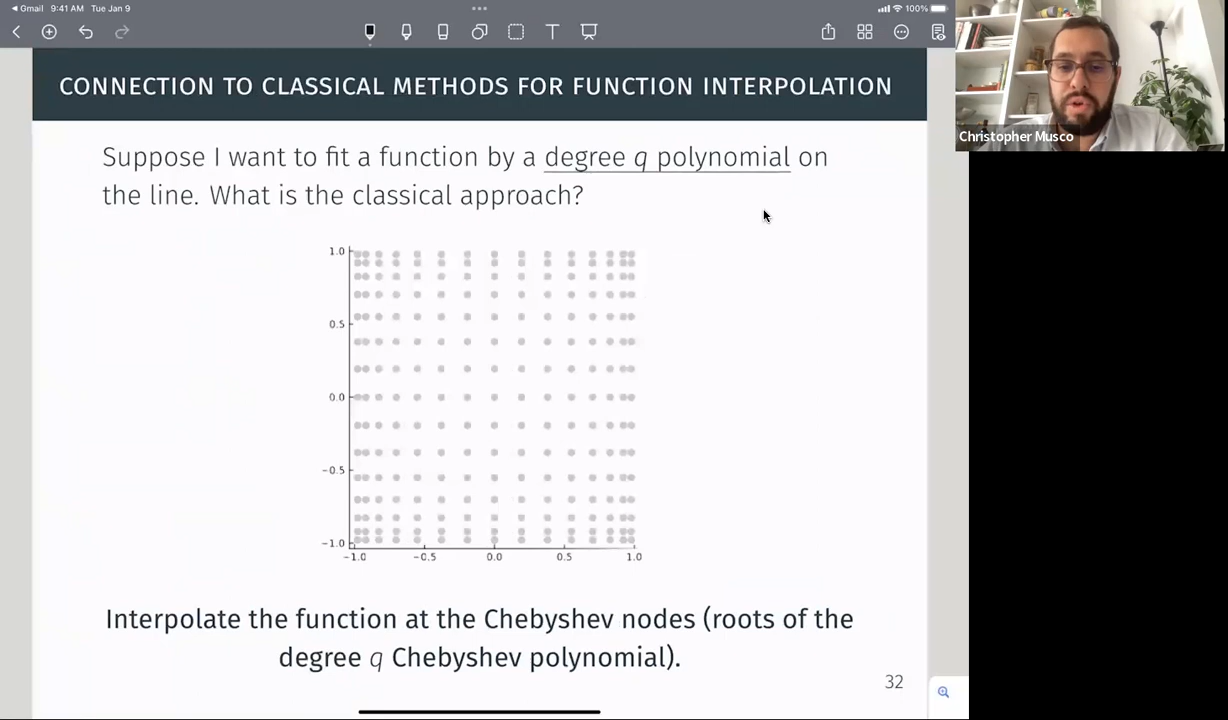 Gmail 9:41 AM Tue Jan 9
100%
CONNECTION TO CLASSICAL METHODS FOR FUNCTION INTERPOLATION
Christopher Musco
Suppose I want to fit a function by a degree q polynomial on
the line. What is the classical approach?
1.0
0.5
0.0
−0.5
−1.0
−1.0 −0.5 0.0 0.5 1.0
Interpolate the function at the Chebyshev nodes (roots of the
degree q Chebyshev polynomial).
32